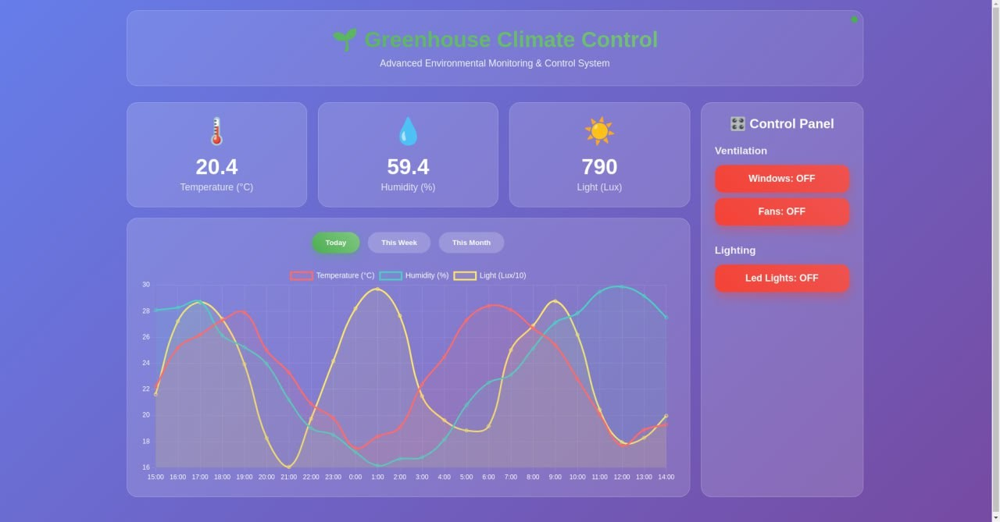 Greenhouse Climate Control
Advanced Environmental Monitoring & Control System
20.4
Temperature (°C)
59.4
Humidity (%)
790
Light (Lux)
Control Panel
Ventilation
Windows: OFF
Fans: OFF
Lighting
Led Lights: OFF
Today This Week This Month
Temperature (°C) Humidity (%) Light (Lux/10)
30
28
26
24
22
20
18
16
15:00 16:00 17:00 18:00 19:00 20:00 21:00 22:00 23:00 0:00 1:00 2:00 3:00 4:00 5:00 6:00 7:00 8:00 9:00 10:00 11:00 12:00 13:00 14:00